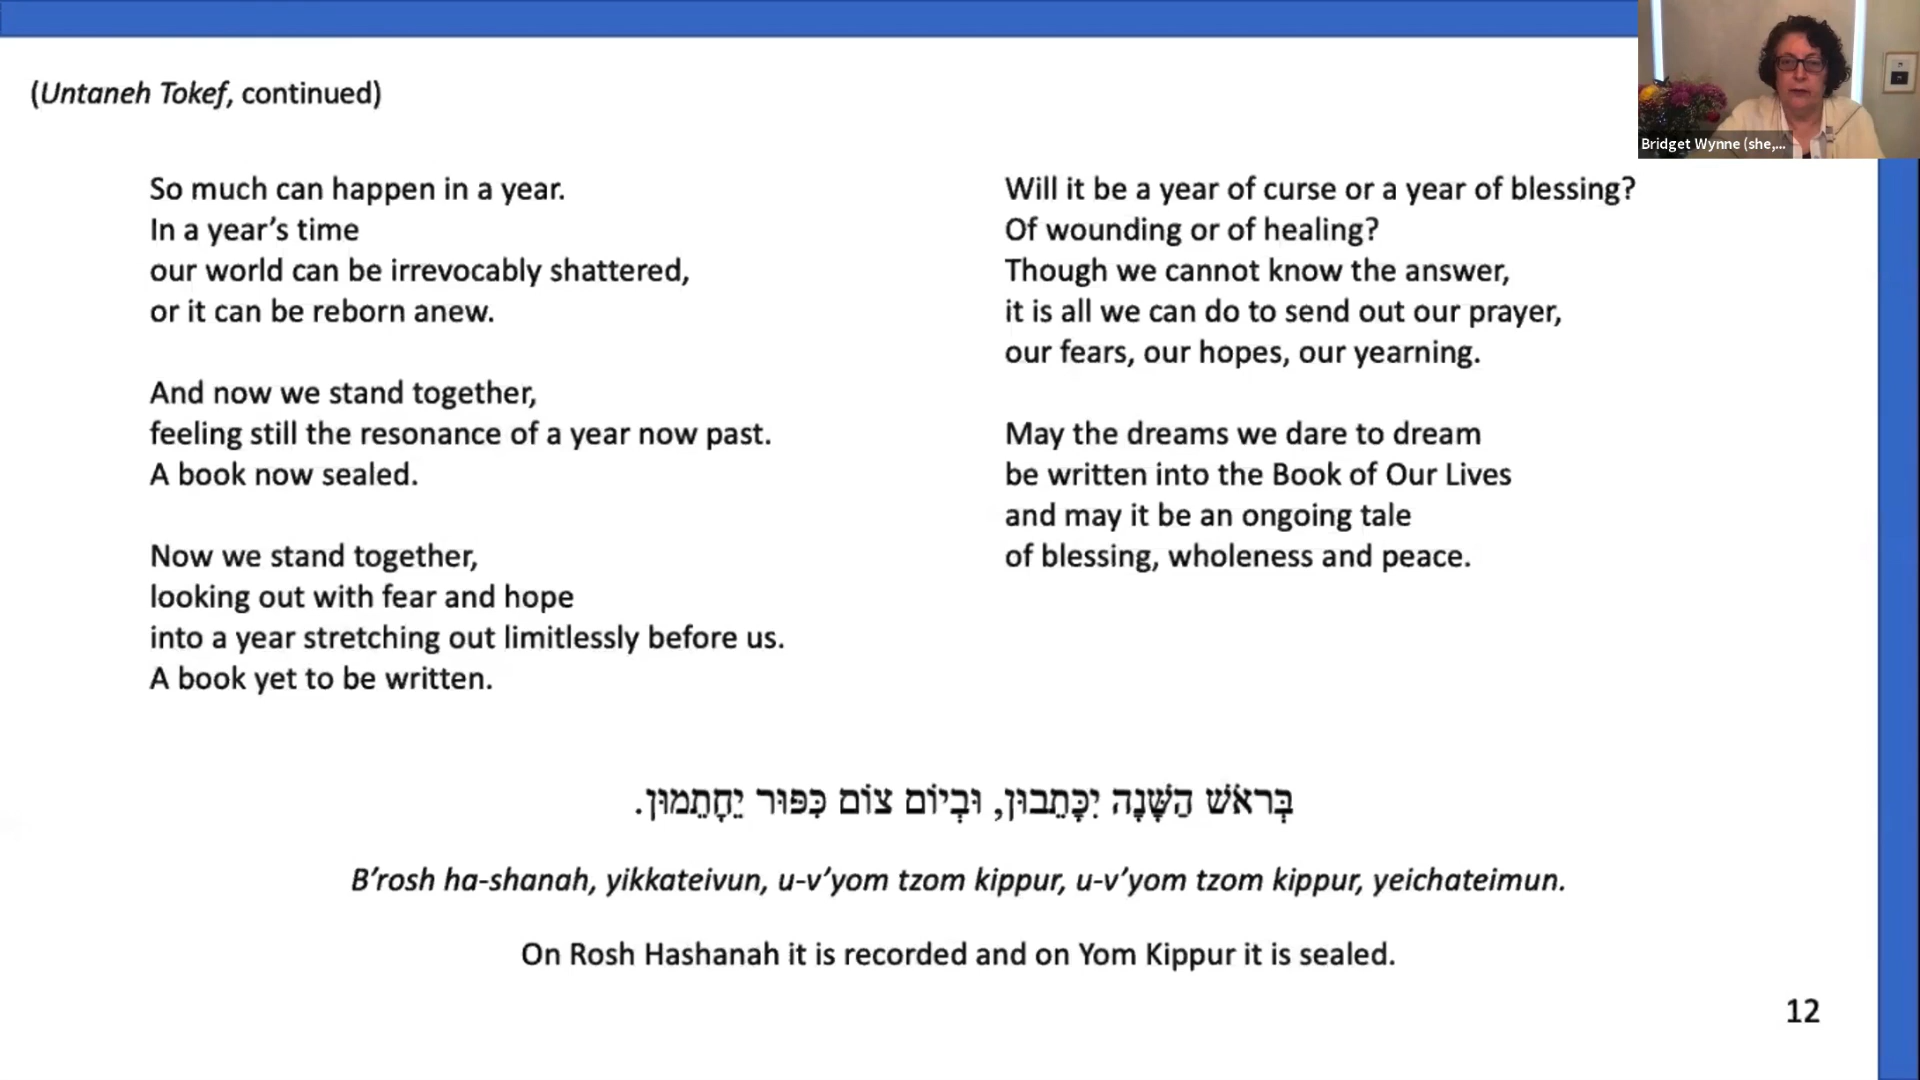 (Untaneh Tokef, continued)
So much can happen in a year.
In a year’s time
our world can be irrevocably shattered,
or it can be reborn anew.
And now we stand together,
feeling still the resonance of a year now past.
A book now sealed.
Now we stand together,
looking out with fear and hope
into a year stretching out limitlessly before us.
A book yet to be written.
Will it be a year of curse or a year of blessing?
Of wounding or of healing?
Though we cannot know the answer,
it is all we can do to send out our prayer,
our fears, our hopes, our yearning.
May the dreams we dare to dream
be written into the Book of Our Lives
and may it be an ongoing tale
of blessing, wholeness and peace.
בְּרֹאשׁ הַשָּׁנָה יִכָּתֵבוּן, וּבְיוֹם צוֹם כִּפּוּר יֵחָתֵמוּן.
B’rosh ha-shanah, yikkateivun, u-v’yom tzom kippur, u-v’yom tzom kippur, yeichateimun.
On Rosh Hashanah it is recorded and on Yom Kippur it is sealed.
12
Bridget Wynne (she,...